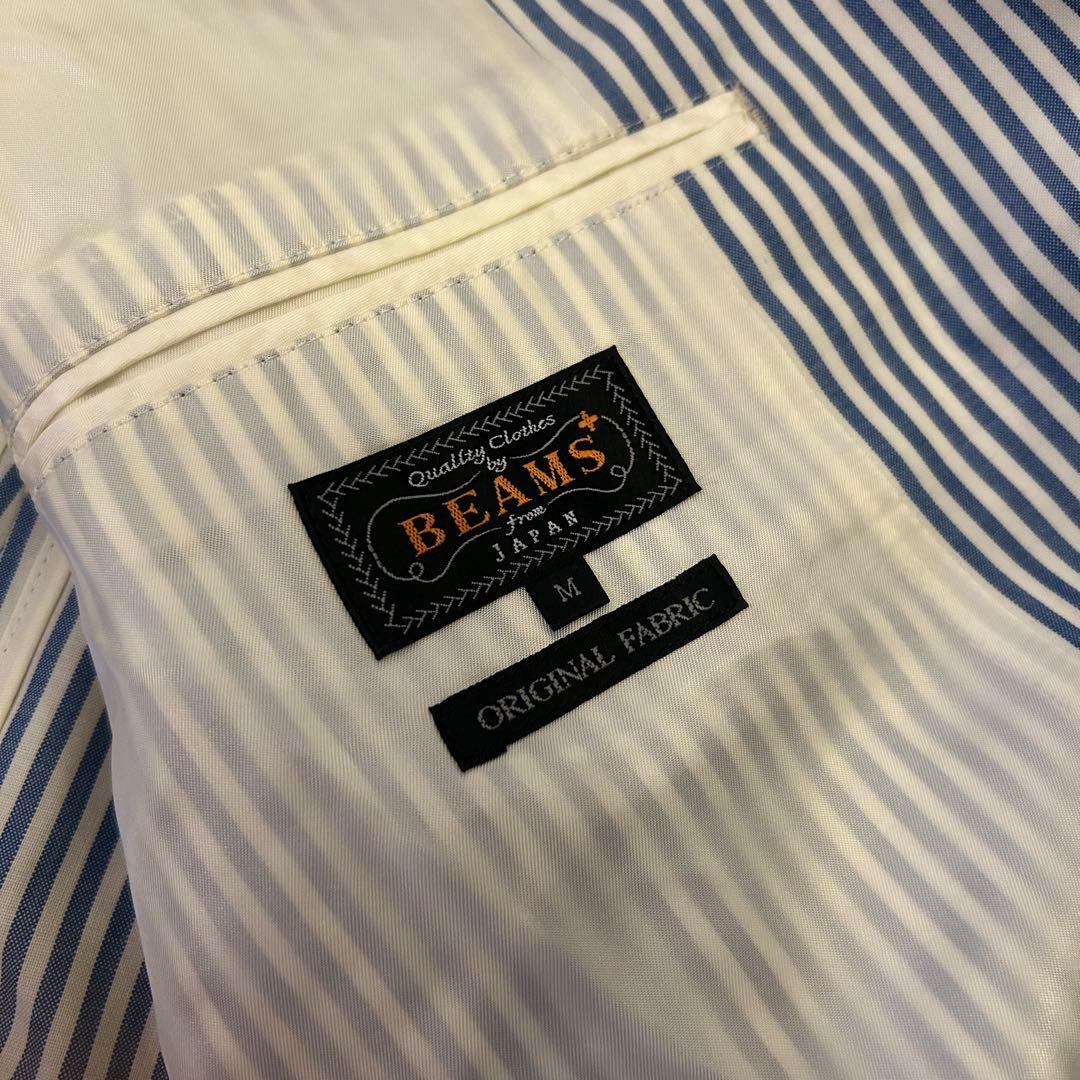 Quality Clothes
by
BEAMS+
from
JAPAN
M
ORIGINAL FABRIC